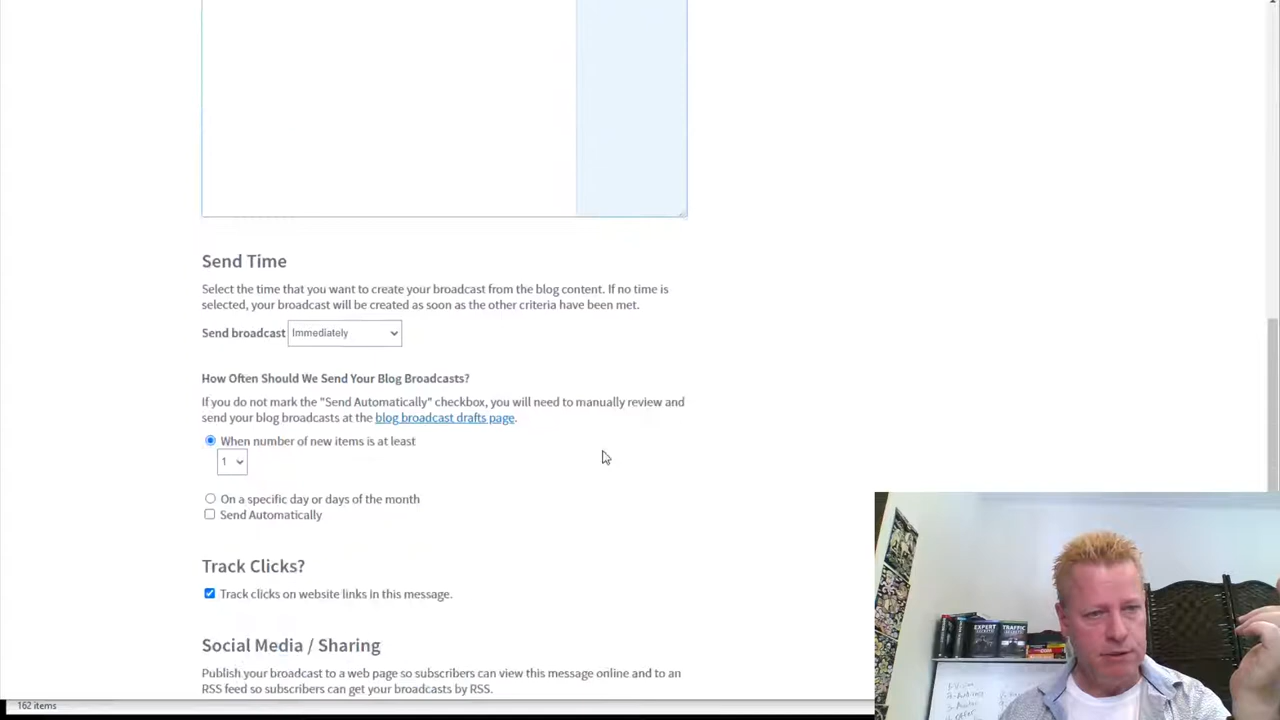 Send Time
Select the time that you want to create your broadcast from the blog content. If no time is
selected, your broadcast will be created as soon as the other criteria have been met.
Send broadcast Immediately
How Often Should We Send Your Blog Broadcasts?
If you do not mark the "Send Automatically" checkbox, you will need to manually review and
send your blog broadcasts at the blog broadcast drafts page.
When number of new items is at least
1
On a specific day or days of the month
Send Automatically
Track Clicks?
Track clicks on website links in this message.
Social Media / Sharing
Publish your broadcast to a web page so subscribers can view this message online and to an
RSS feed so subscribers can get your broadcasts by RSS.
162 items
EXPERT
SECRETS
TRAFFIC
SECRETS